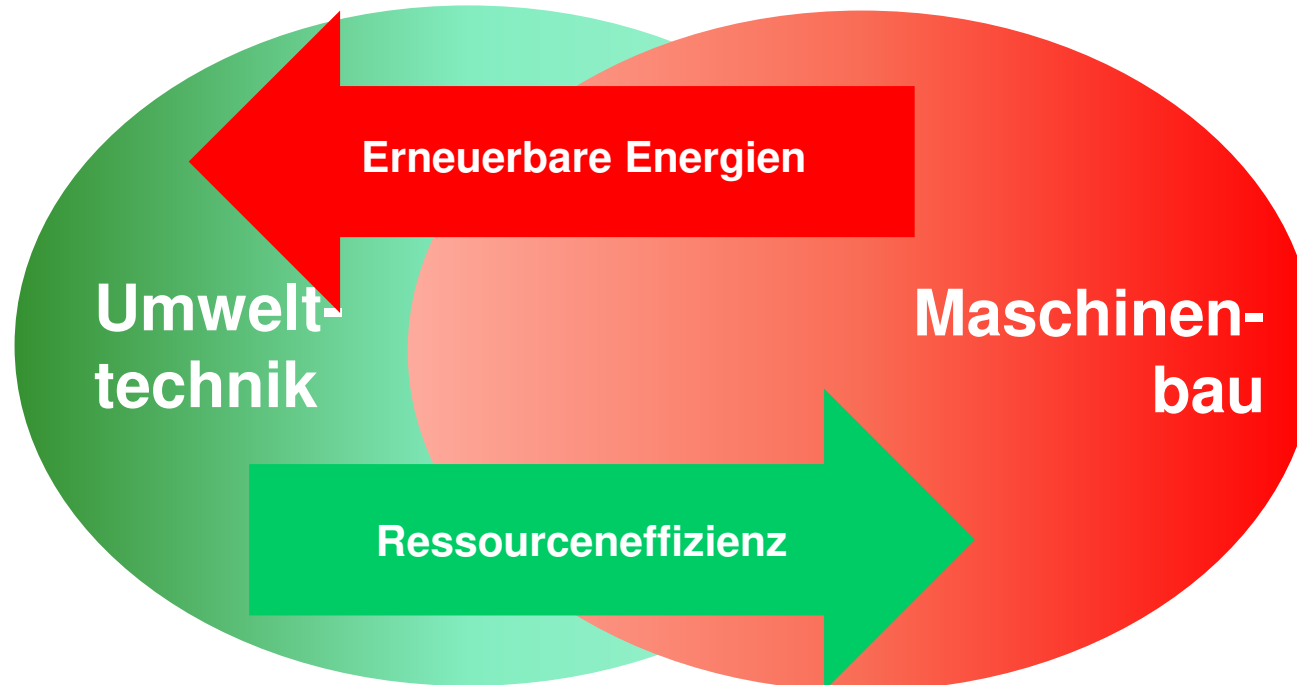 Erneuerbare Energien
Umwelt-
technik
Maschinen-
bau
Ressourceneffizienz